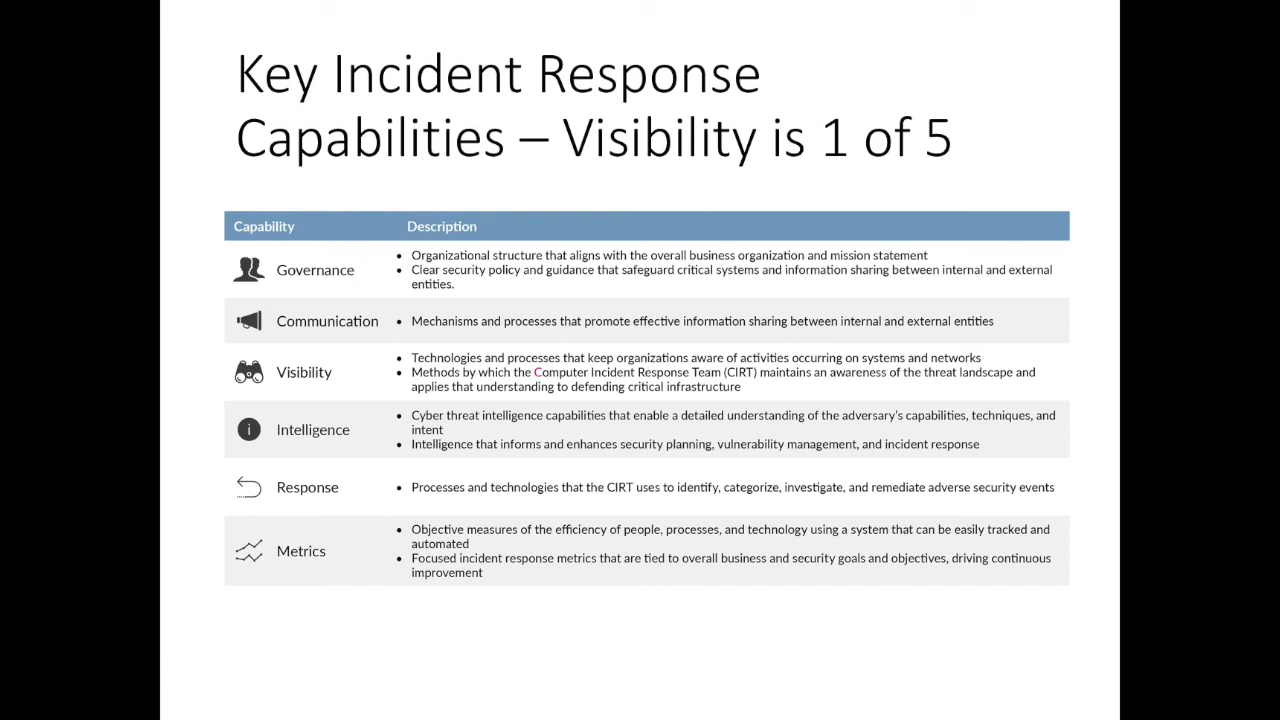 Key Incident Response
Capabilities – Visibility is 1 of 5
Capability Description
Governance
• Organizational structure that aligns with the overall business organization and mission statement
• Clear security policy and guidance that safeguard critical systems and information sharing between internal and external
entities.
Communication
• Mechanisms and processes that promote effective information sharing between internal and external entities
Visibility
• Technologies and processes that keep organizations aware of activities occurring on systems and networks
• Methods by which the Computer Incident Response Team (CIRT) maintains an awareness of the threat landscape and
applies that understanding to defending critical infrastructure
Intelligence
• Cyber threat intelligence capabilities that enable a detailed understanding of the adversary's capabilities, techniques, and
intent
• Intelligence that informs and enhances security planning, vulnerability management, and incident response
Response
• Processes and technologies that the CIRT uses to identify, categorize, investigate, and remediate adverse security events
Metrics
• Objective measures of the efficiency of people, processes, and technology using a system that can be easily tracked and
automated
• Focused incident response metrics that are tied to overall business and security goals and objectives, driving continuous
improvement